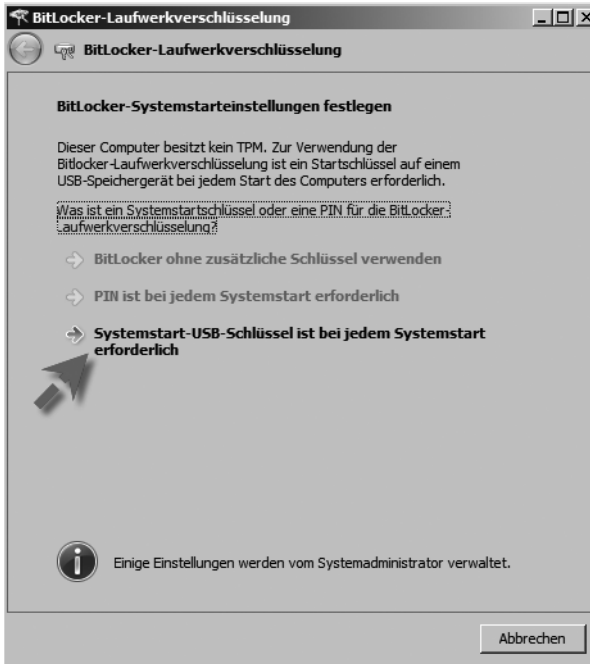 BitLocker-Laufwerkverschlüsselung
BitLocker-Laufwerkverschlüsselung
BitLocker-Systemstarteinstellungen festlegen
Dieser Computer besitzt kein TPM. Zur Verwendung der
Bitlocker-Laufwerkverschlüsselung ist ein Startschlüssel auf einem
USB-Speichergerät bei jedem Start des Computers erforderlich.
Was ist ein Systemstartschlüssel oder eine PIN für die BitLocker-
Laufwerkverschlüsselung?
BitLocker ohne zusätzliche Schlüssel verwenden
PIN ist bei jedem Systemstart erforderlich
Systemstart-USB-Schlüssel ist bei jedem Systemstart
erforderlich
Einige Einstellungen werden vom Systemadministrator verwaltet.
Abbrechen